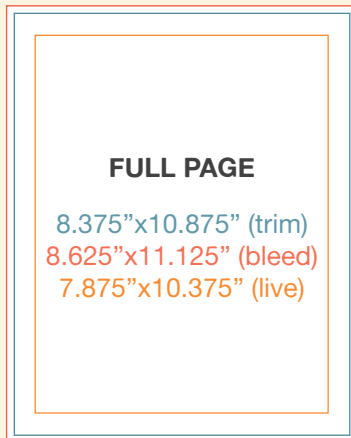 FULL PAGE
8.375”x10.875” (trim)
8.625”x11.125” (bleed)
7.875”x10.375” (live)